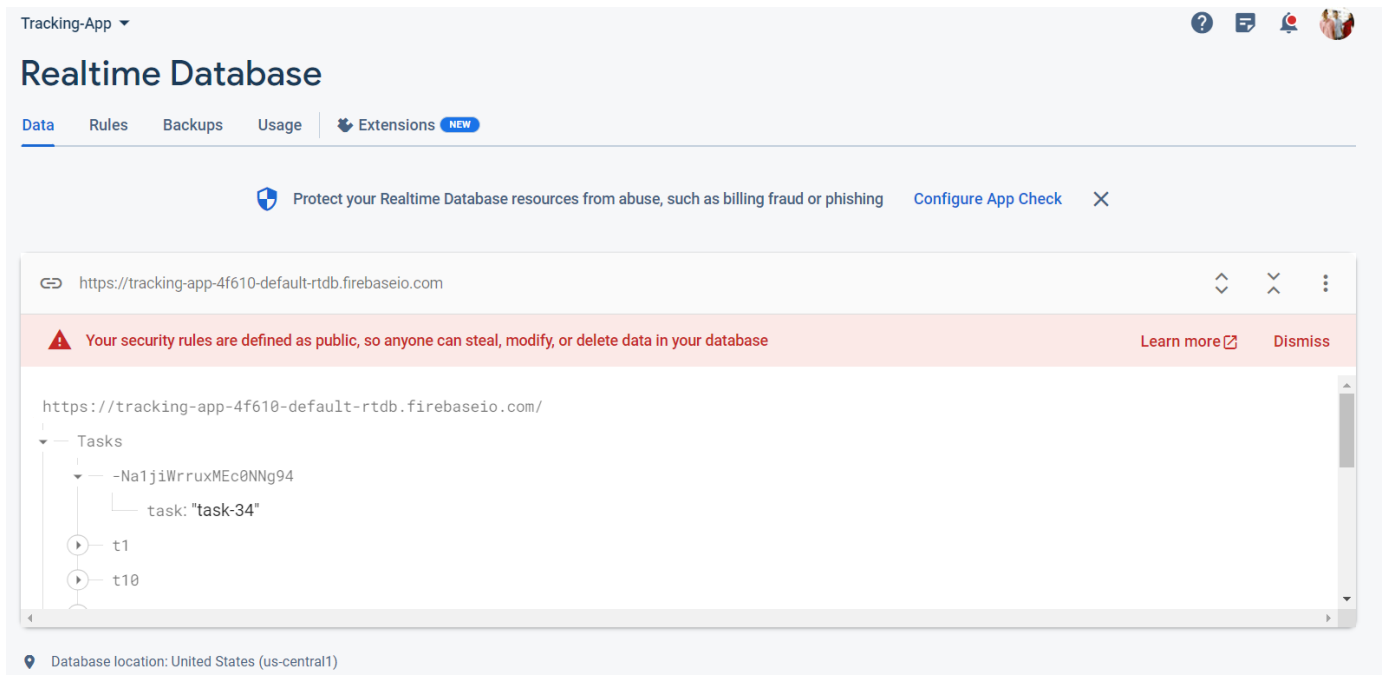 Tracking-App
Realtime Database
Data Rules Backups Usage Extensions NEW
Protect your Realtime Database resources from abuse, such as billing fraud or phishing Configure App Check
https://tracking-app-4f610-default-rtdb.firebaseio.com
Your security rules are defined as public, so anyone can steal, modify, or delete data in your database Learn more Dismiss
https://tracking-app-4f610-default-rtdb.firebaseio.com/
Tasks
-Na1jiWrruxMEc0NNg94
task: "task-34"
t1
t10
Database location: United States (us-central1)